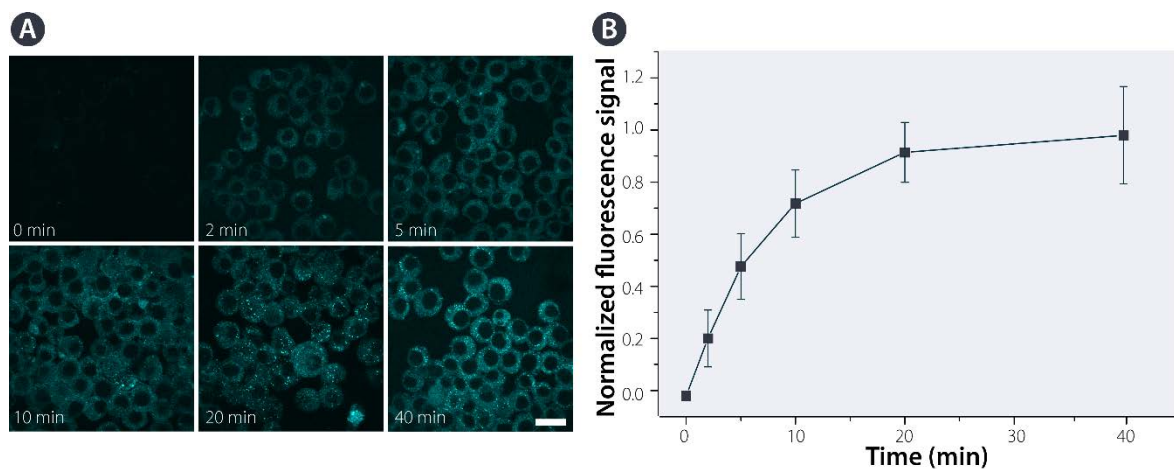 A
0 min
2 min
5 min
10 min
20 min
40 min
B
Normalized fluorescence signal
1.2
1.0
0.8
0.6
0.4
0.2
0.0
0
10
20
30
40
Time (min)